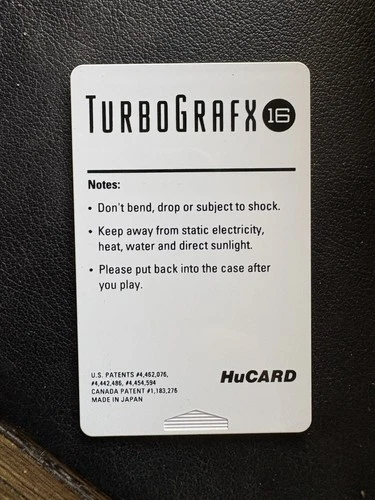 TURBOGRAFX 16
Notes:
• Don't bend, drop or subject to shock.
• Keep away from static electricity,
heat, water and direct sunlight.
• Please put back into the case after
you play.
U.S. PATENTS #4,462,076,
#4,442,486, #4,454,594
CANADA PATENT #1,183,276
MADE IN JAPAN
HuCARD